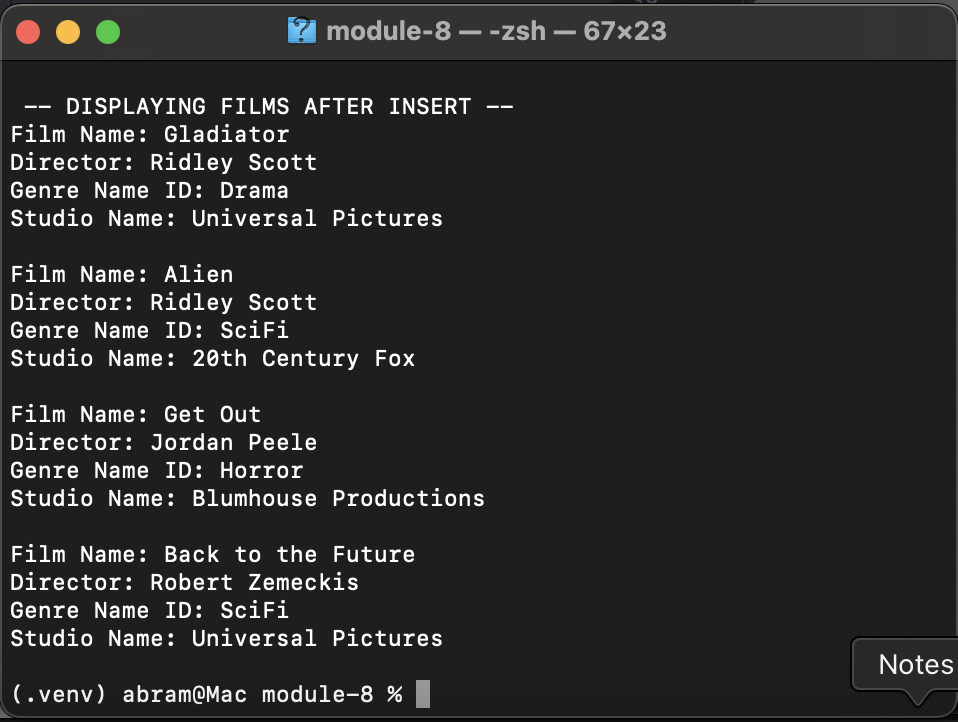 module-8 — -zsh — 67×23
-- DISPLAYING FILMS AFTER INSERT --
Film Name: Gladiator
Director: Ridley Scott
Genre Name ID: Drama
Studio Name: Universal Pictures
Film Name: Alien
Director: Ridley Scott
Genre Name ID: SciFi
Studio Name: 20th Century Fox
Film Name: Get Out
Director: Jordan Peele
Genre Name ID: Horror
Studio Name: Blumhouse Productions
Film Name: Back to the Future
Director: Robert Zemeckis
Genre Name ID: SciFi
Studio Name: Universal Pictures
Notes
(.venv) abram@Mac module-8 %